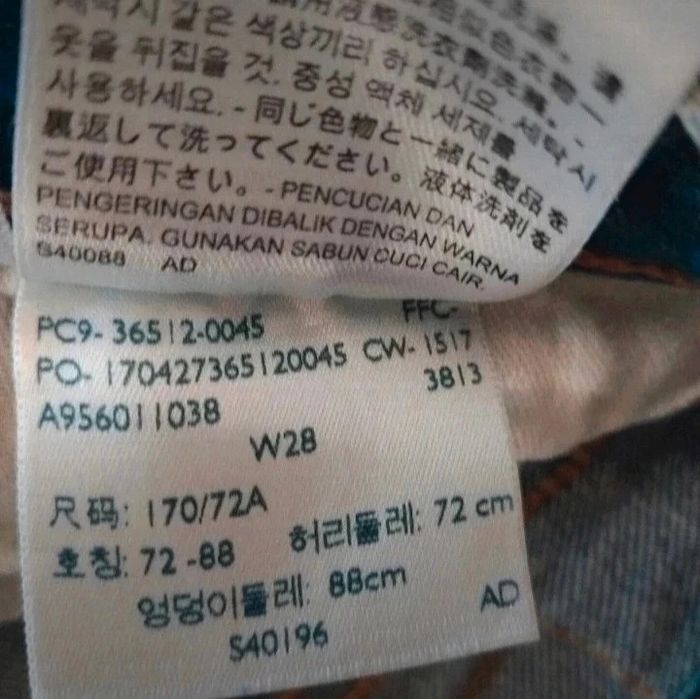 세탁시 같은 색상끼리 하십시오. 세탁시
옷을 뒤집을 것. 중성 액체 세제를
사용하세요. - 同じ色物と一緒に製品を
裏返して洗ってください。液体洗剤を
ご使用下さい。- PENCUCIAN DAN
PENGERINGAN DIBALIK DENGAN WARNA
SERUPA. GUNAKAN SABUN CUCI CAIR.
S40088 AD
FFC-
PC9- 36512-0045
PO- 170427365120045 CW- 1517
3813
A956011038
W28
尺码: 170/72A
허리둘레: 72 cm
호칭: 72 -88
엉덩이둘레: 88cm
AD
S40196